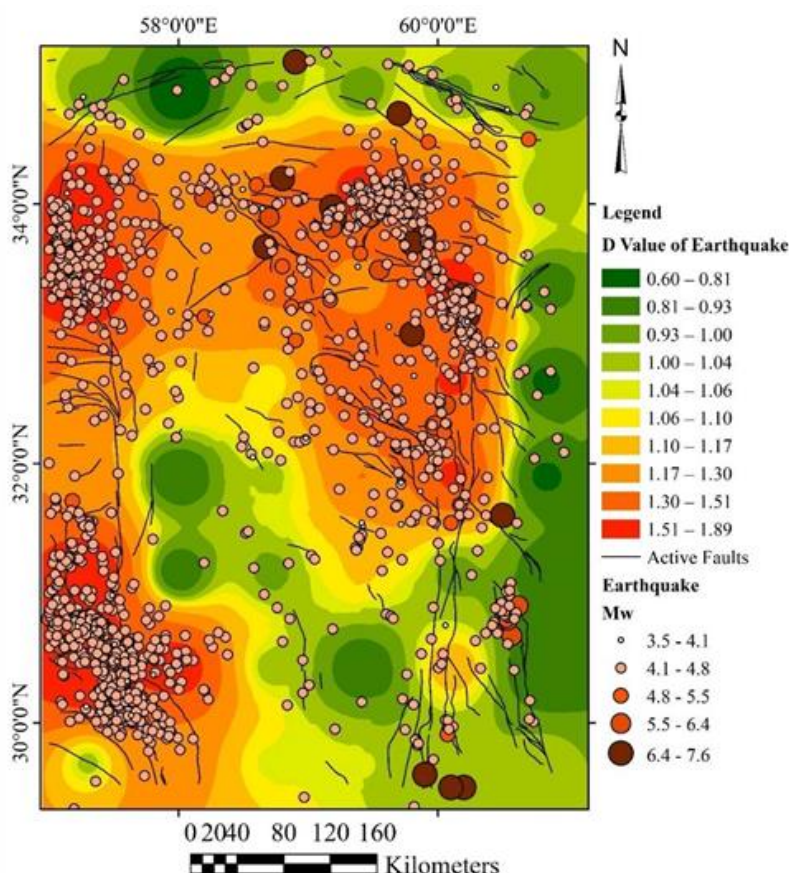 58°0'0"E
60°0'0"E
N
34°0'0"N
32°0'0"N
30°0'0"N
Legend
D Value of Earthquake
0.60 – 0.81
0.81 – 0.93
0.93 – 1.00
1.00 – 1.04
1.04 – 1.06
1.06 – 1.10
1.10 – 1.17
1.17 – 1.30
1.30 – 1.51
1.51 – 1.89
Active Faults
Earthquake
Mw
3.5 - 4.1
4.1 - 4.8
4.8 - 5.5
5.5 - 6.4
6.4 - 7.6
0 20 40 80 120 160
Kilometers